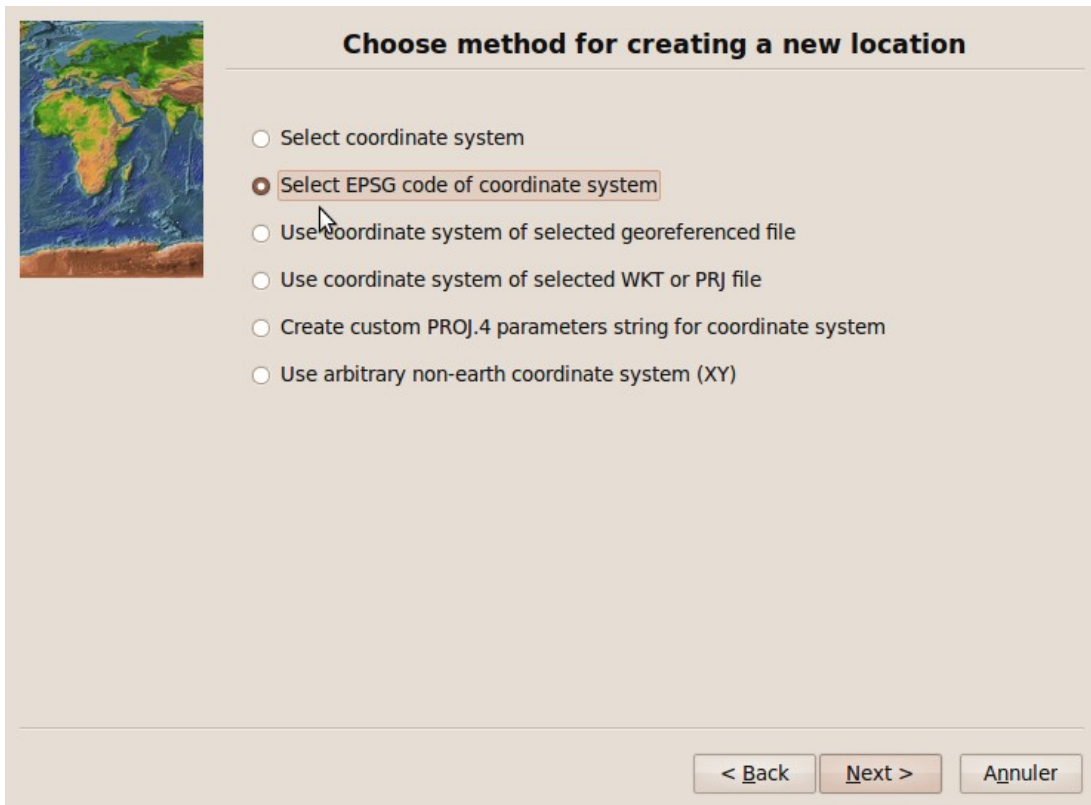 Choose method for creating a new location
Select coordinate system
Select EPSG code of coordinate system
Use coordinate system of selected georeferenced file
Use coordinate system of selected WKT or PRJ file
Create custom PROJ.4 parameters string for coordinate system
Use arbitrary non-earth coordinate system (XY)
< Back Next > Annuler